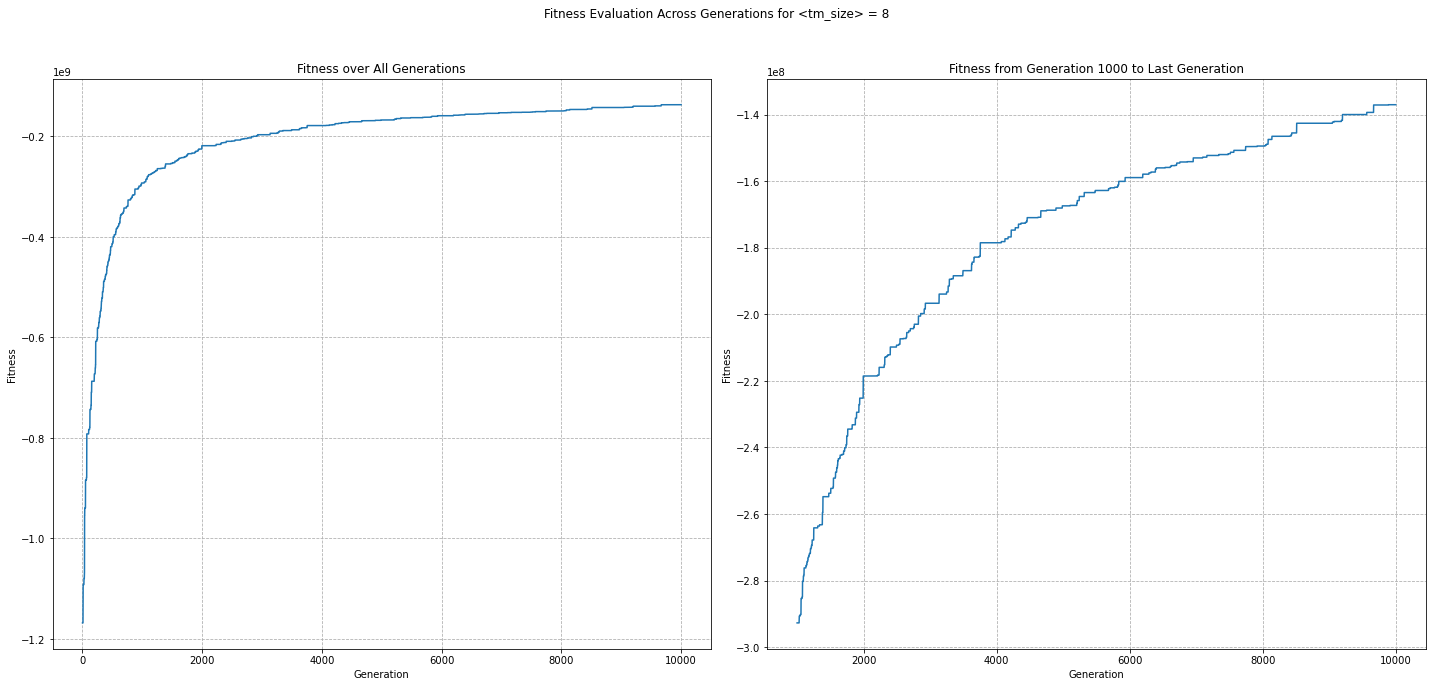 Fitness Evaluation Across Generations for <tm_size> = 8
Fitness over All Generations
1e9
−0.2
−0.4
−0.6
−0.8
−1.0
−1.2
Fitness
0 2000 4000 6000 8000 10000
Generation
Fitness from Generation 1000 to Last Generation
1e8
−1.4
−1.6
−1.8
−2.0
−2.2
−2.4
−2.6
−2.8
−3.0
Fitness
2000 4000 6000 8000 10000
Generation